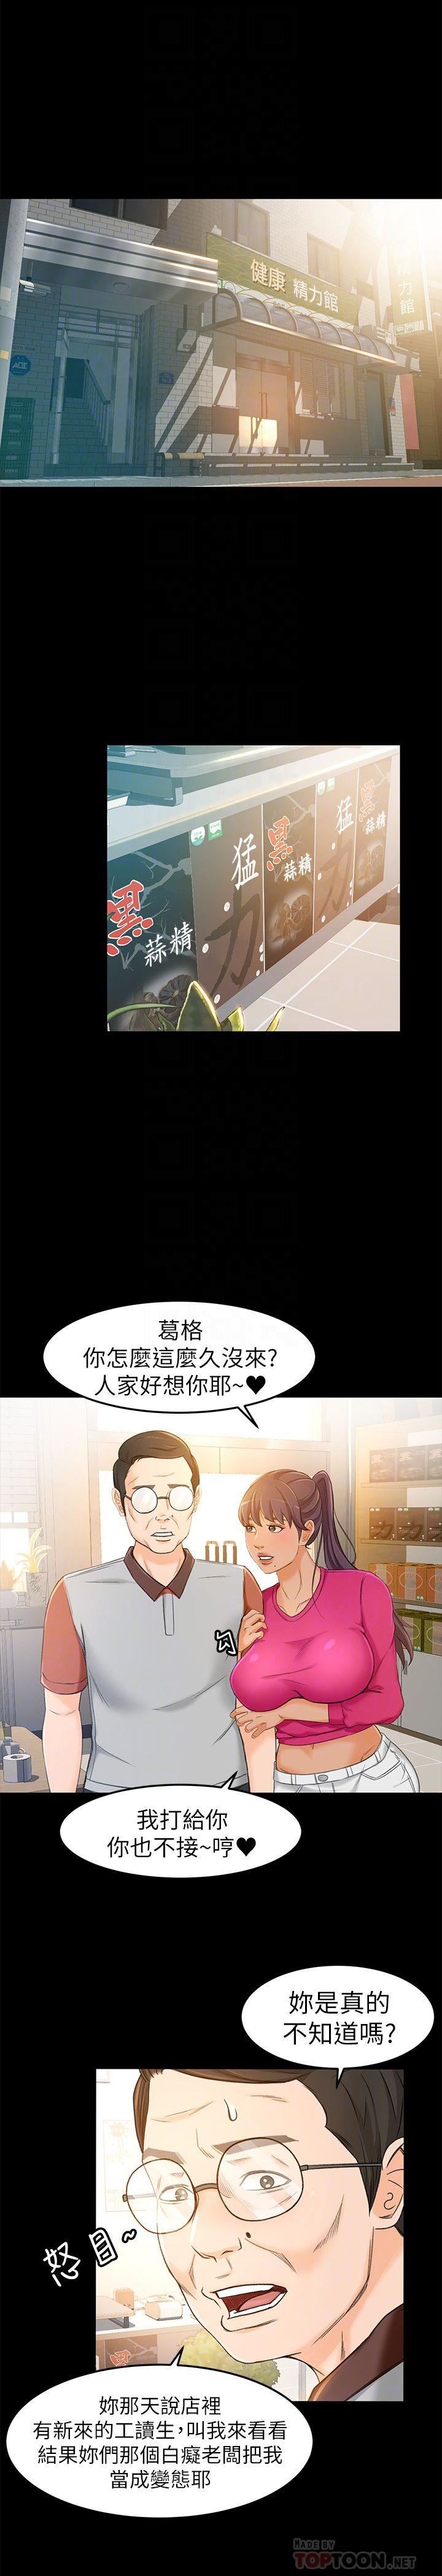 健康 精力館
精力館
ADT
黑
蒜精
猛力
黑
蒜精
猛
黑
蒜精
葛格
你怎麼這麼久沒來?
人家好想你耶~♥
勾
我打給你
你也不接~哼♥
妳是真的
不知道嗎?
怒瞪~
妳那天說店裡
有新來的工讀生,叫我來看看
結果妳們那個白癡老闆把我
當成變態耶
MADE BY
TOPTOON.COM